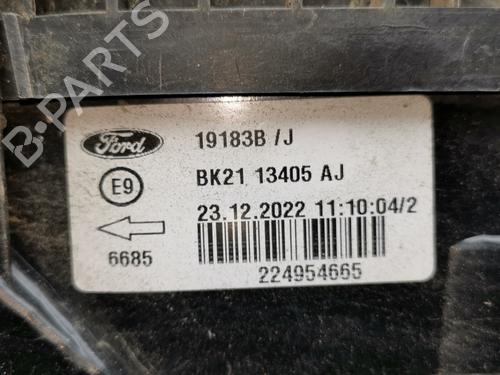 B-Parts
Ford
19183B /J
E9
BK21 13405 AJ
23.12.2022 11:10:04/2
6685
224954665